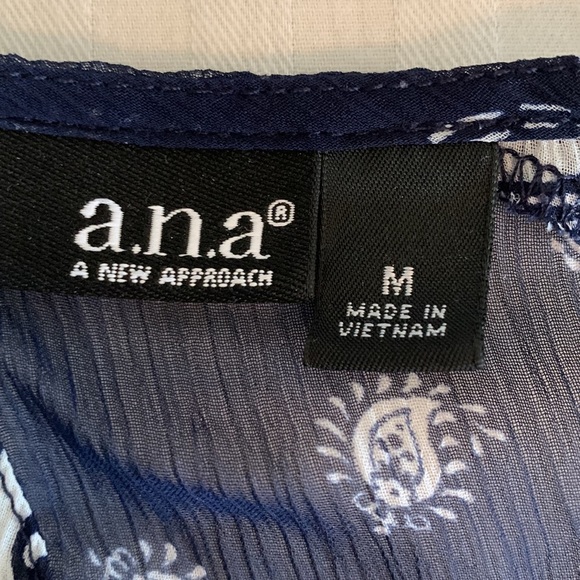 a.n.a®
A NEW APPROACH
M
MADE IN
VIETNAM